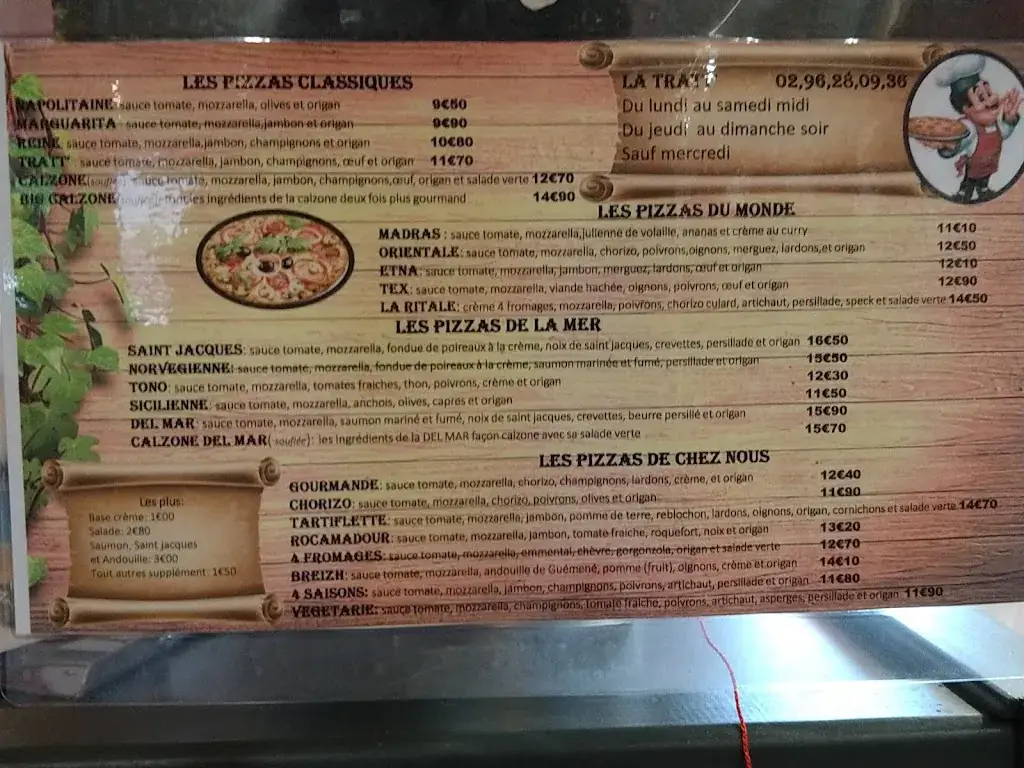 LES PIZZAS CLASSIQUES
NAPOLITAINE: sauce tomate, mozzarella, olives et origan 9€50
MARGUARITA: sauce tomate, mozzarella,jambon et origan 9€90
REINE: sauce tomate, mozzarella,jambon, champignons et origan 10€80
TRATT': sauce tomate, mozzarella, jambon, champignons, œuf et origan 11€70
CALZONE(soufflée): sauce tomate, mozzarella, jambon, champignons,œuf, origan et salade verte 12€70
BIG CALZONE les ingrédients de la calzone deux fois plus gourmand 14€90
LA TRATT' 02,96,28,09,36
Du lundi au samedi midi
Du jeudi au dimanche soir
Sauf mercredi
LES PIZZAS DU MONDE
MADRAS : sauce tomate, mozzarella,julienne de volaille, ananas et crème au curry 11€10
ORIENTALE: sauce tomate, mozzarella, chorizo, poivrons,oignons, merguez, lardons,et origan 12€50
ETNA: sauce tomate, mozzarella, jambon, merguez, lardons, œuf et origan 12€10
TEX: sauce tomate, mozzarella, viande hachée, oignons, poivrons, œuf et origan 12€90
LA RITALE: crème 4 fromages, mozzarella, poivrons, chorizo culard, artichaut, persillade, speck et salade verte 14€50
LES PIZZAS DE LA MER
SAINT JACQUES: sauce tomate, mozzarella, fondue de poireaux à la crème, noix de saint jacques, crevettes, persillade et origan 16€50
NORVEGIENNE: sauce tomate, mozzarella, fondue de poireaux à la crème, saumon marinée et fumé, persillade et origan 15€50
TONO: sauce tomate, mozzarella, tomates fraiches, thon, poivrons, crème et origan 12€30
SICILIENNE: sauce tomate, mozzarella, anchois, olives, capres et origan 11€50
DEL MAR: sauce tomate, mozzarella, saumon mariné et fumé, noix de saint jacques, crevettes, beurre persillé et origan 15€90
CALZONE DEL MAR( soufflée): les ingrédients de la DEL MAR façon calzone avec sa salade verte 15€70
LES PIZZAS DE CHEZ NOUS
GOURMANDE: sauce tomate, mozzarella, chorizo, champignons, lardons, crème, et origan 12€40
CHORIZO: sauce tomate, mozzarella, chorizo, poivrons, olives et origan 11€90
TARTIFLETTE: sauce tomate, mozzarella, jambon, pomme de terre, reblochon, lardons, oignons, origan, cornichons et salade verte 14€70
ROCAMADOUR: sauce tomate, mozzarella, jambon, tomate fraiche, roquefort, noix et origan 13€20
4 FROMAGES: sauce tomate, mozzarella, emmental, chèvre, gorgonzola, origan et salade verte 12€70
BREIZH: sauce tomate, mozzarella, andouille de Guémené, pomme (fruit), oignons, crème et origan 14€10
4 SAISONS: sauce tomate, mozzarella, jambon, champignons, poivrons, artichaut, persillade et origan 11€80
VEGETARIE: sauce tomate, mozzarella, champignons, tomate fraîche, poivrons, artichaut, asperges, persillade et origan 11€90
Les plus:
Base crème: 1€00
Salade: 2€80
Saumon, Saint jacques
et Andouille: 3€00
Tout autres supplément: 1€50